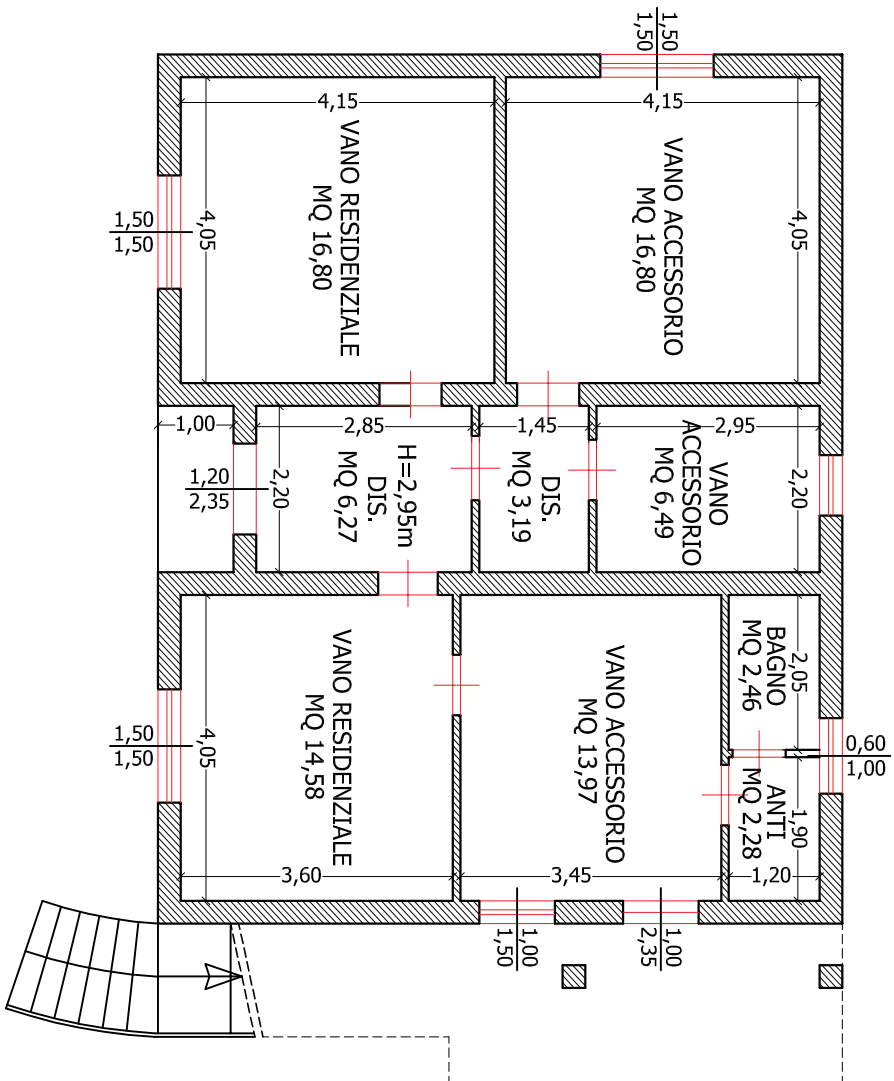 1,50
1,50
4,15
4,15
VANO RESIDENZIALE
MQ 16,80
VANO ACCESSORIO
MQ 16,80
4,05
4,05
1,50
1,50
1,00
2,85
1,45
2,95
H=2,95m
DIS.
MQ 6,27
DIS.
MQ 3,19
VANO
ACCESSORIO
MQ 6,49
2,20
2,20
1,20
2,35
VANO RESIDENZIALE
MQ 14,58
VANO ACCESSORIO
MQ 13,97
BAGNO
MQ 2,46
2,05
4,05
1,50
1,50
0,60
1,00
ANTI
MQ 2,28
1,90
3,60
3,45
1,20
1,00
1,50
1,00
2,35